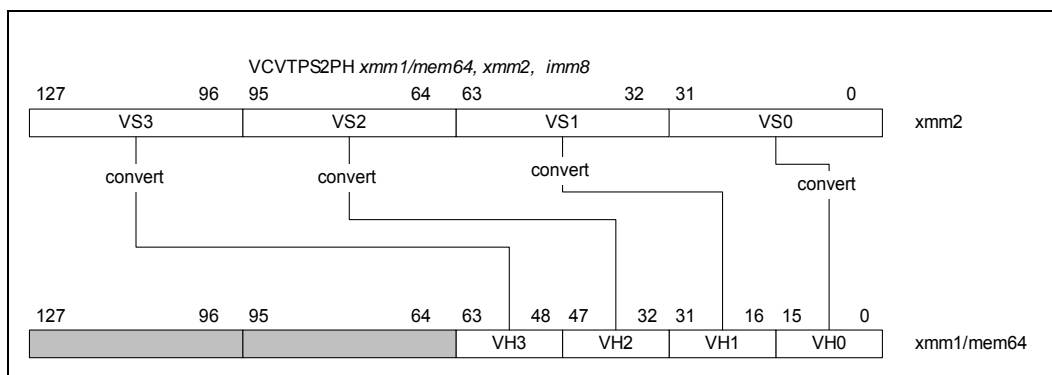 VCVTPS2PH xmm1/mem64, xmm2, imm8
127 96 95 64 63 32 31 0
VS3 VS2 VS1 VS0 xmm2
convert convert convert convert
127 96 95 64 63 48 47 32 31 16 15 0
VH3 VH2 VH1 VH0 xmm1/mem64